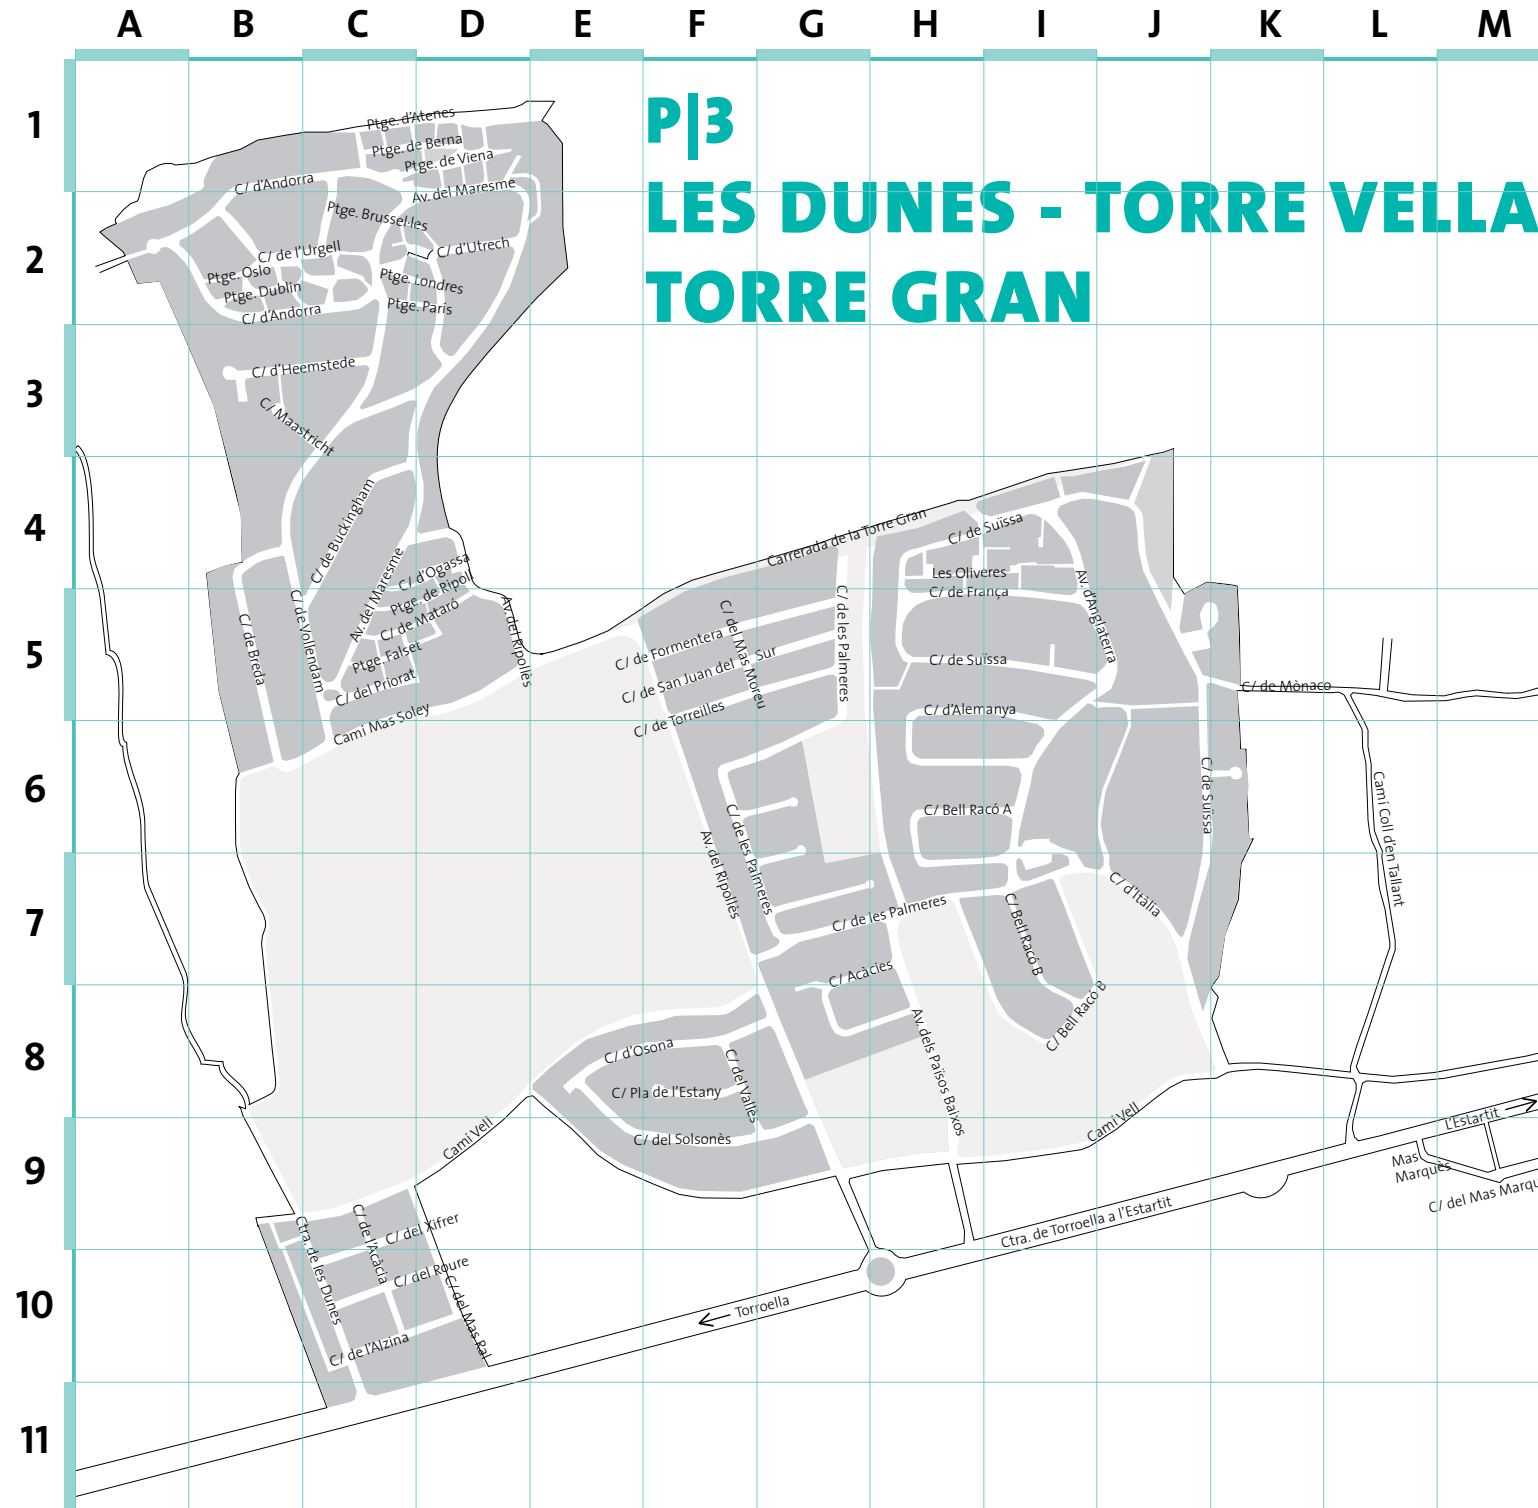 A B C D E F G H I J K L M
1
2
3
4
5
6
7
8
9
10
11
P|3
LES DUNES - TORRE VELLA
TORRE GRAN
Ptge. d'Atenes
Ptge. de Berna
Ptge. de Viena
C/ d'Andorra
Av. del Maresme
Ptge. Brussel.les
C/ de l'Urgell
C/ d'Utrech
Ptge. Oslo
Ptge. Londres
Ptge. Dublín
Ptge. París
C/ d'Andorra
C/ d'Heemstede
C/ Maastricht
C/ de Buckingham
Av. del Maresme
C/ d'Ogassa
Ptge. de Ripoll
C/ de Mataró
Ptge. Falset
C/ del Priorat
Camí Mas Soley
C/ de Breda
C/ de Vollendam
Av. del Ripollès
Carrerada de la Torre Gran
C/ de Suïssa
Les Oliveres
C/ de França
Av. d'Anglaterra
C/ de Formentera
C/ del Mas Moreu
C/ de San Juan del Sur
C/ de Torreilles
C/ de les Palmeres
C/ de Suïssa
C/ de Mònaco
C/ d'Alemanya
C/ Bell Racó A
C/ de Suïssa
Camí Coll d'en Tallant
C/ de les Palmeres
Av. del Ripollès
C/ de les Palmeres
C/ d'Itàlia
C/ Bell Racó B
C/ Acàcies
C/ Bell Racó B
Av. dels Països Baixos
C/ d'Osona
C/ Pla de l'Estany
C/ del Vallès
C/ del Solsonès
Camí Vell
Camí Vell
L'Estartit
Mas
Marquès
C/ del Mas Marqu
Ctra. de Torroella a l'Estartit
Ctra. de les Dunes
C/ de l'Acàcia
C/ del Xifrer
C/ del Roure
C/ del Mas Ral
C/ de l'Alzina
Torroella